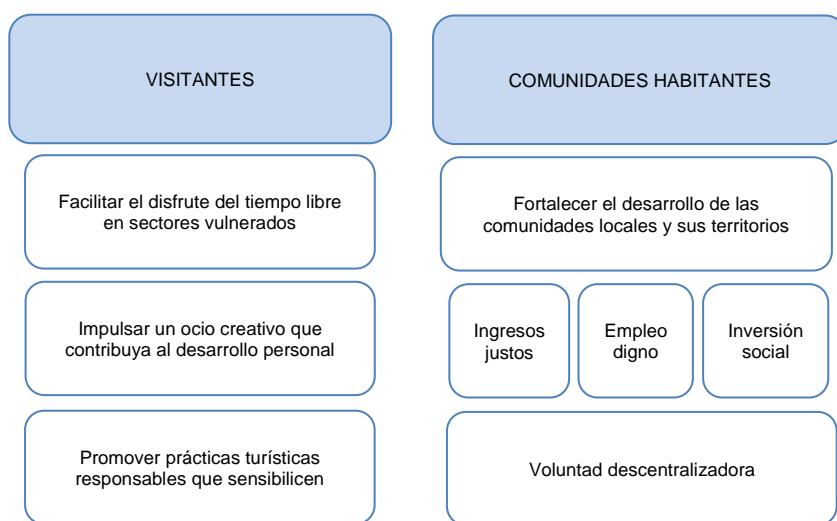 VISITANTES
Facilitar el disfrute del tiempo libre
en sectores vulnerados
Impulsar un ocio creativo que
contribuya al desarrollo personal
Promover prácticas turísticas
responsables que sensibilicen
COMUNIDADES HABITANTES
Fortalecer el desarrollo de las
comunidades locales y sus territorios
Ingresos
justos
Empleo
digno
Inversión
social
Voluntad descentralizadora